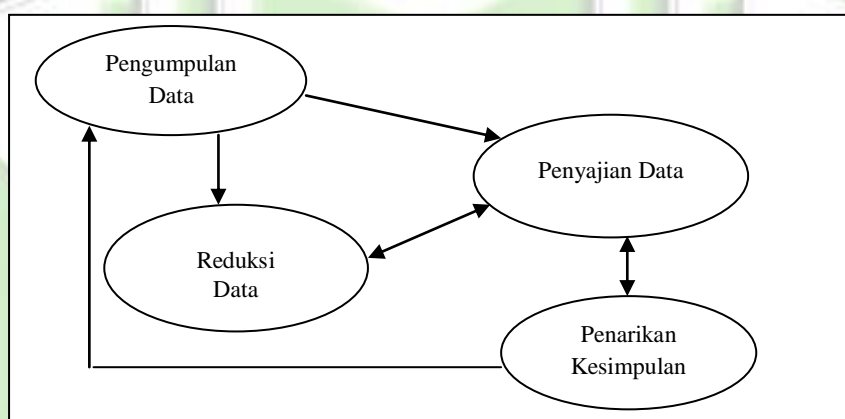 Pengumpulan
Data
Penyajian Data
Reduksi
Data
Penarikan
Kesimpulan